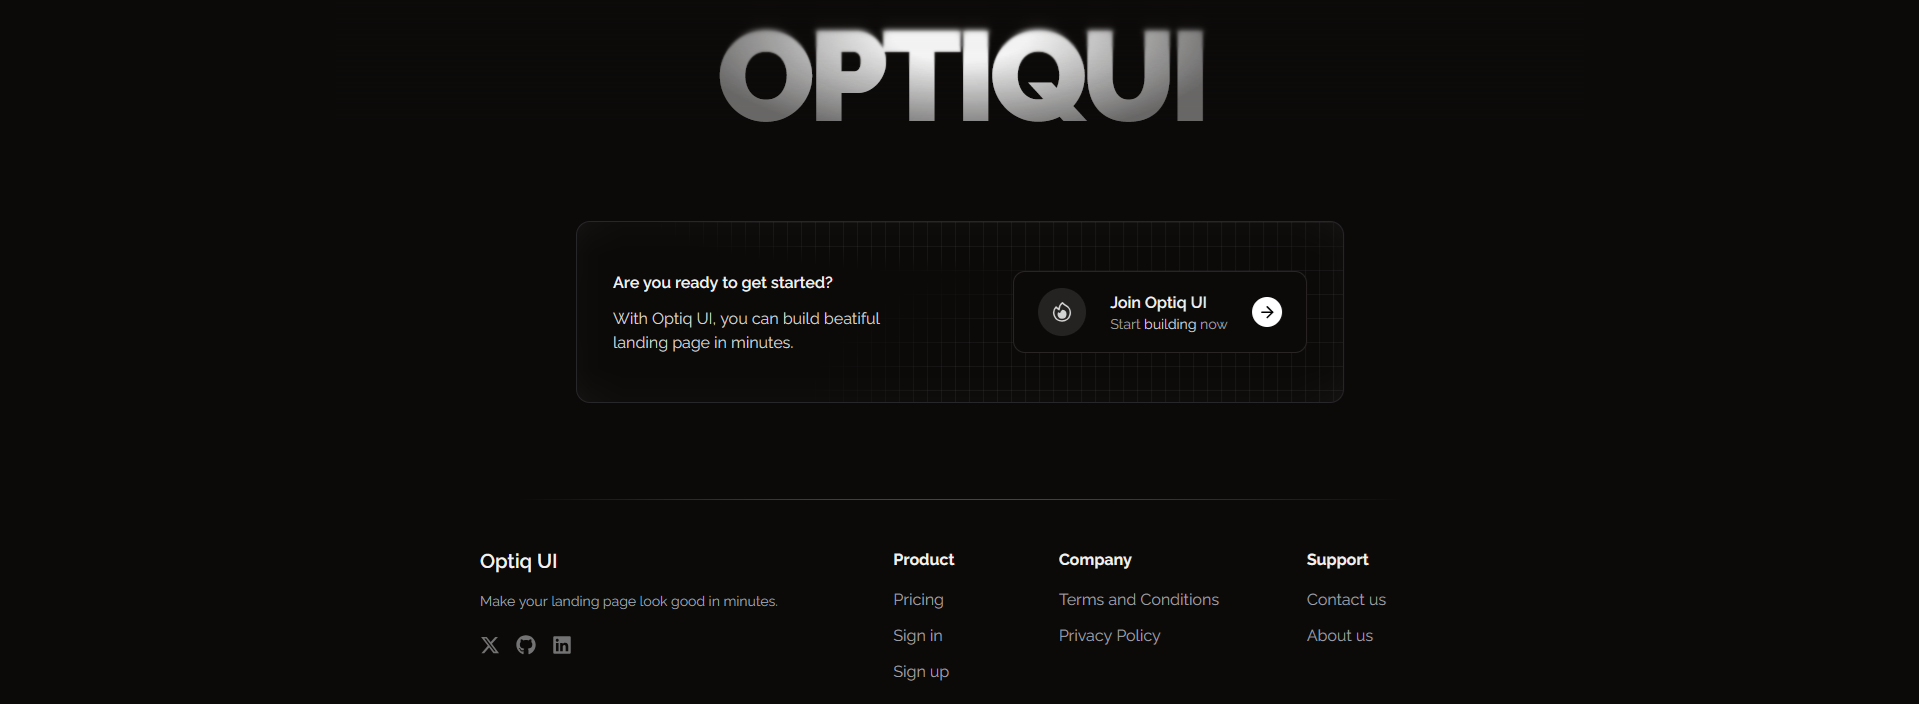 OPTIQUI
Are you ready to get started?
With Optiq UI, you can build beatiful
landing page in minutes.
Join Optiq UI
Start building now
Optiq UI
Make your landing page look good in minutes.
Product
Pricing
Sign in
Sign up
Company
Terms and Conditions
Privacy Policy
Support
Contact us
About us